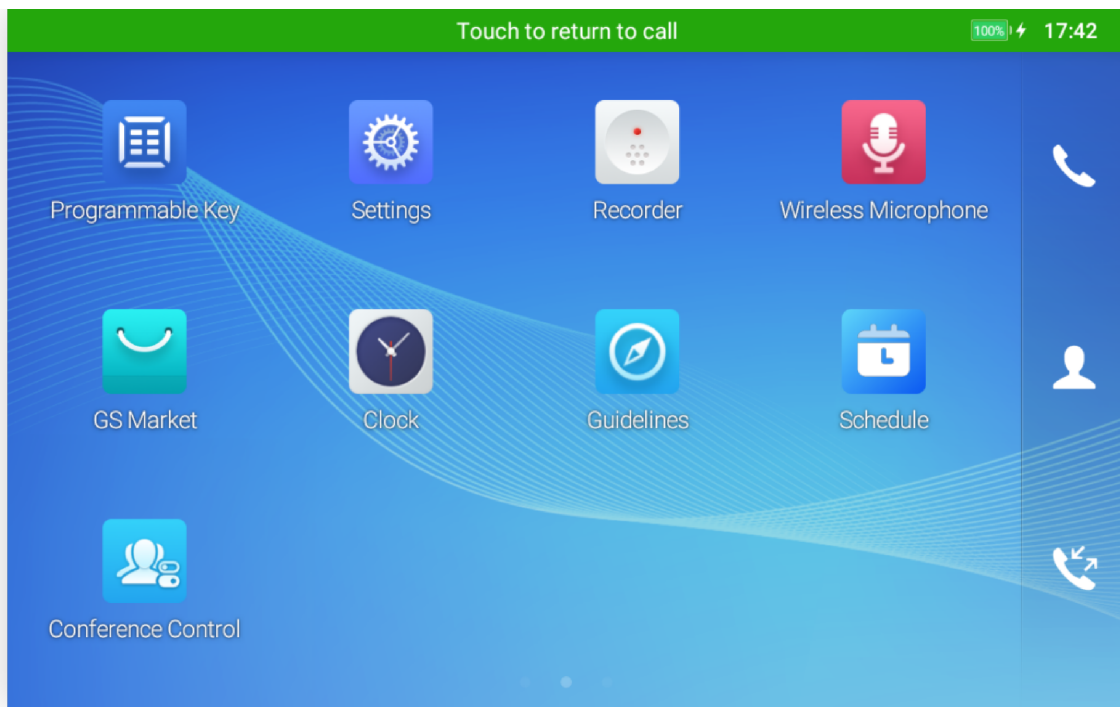 Touch to return to call
100%
17:42
Programmable Key
Settings
Recorder
Wireless Microphone
GS Market
Clock
Guidelines
Schedule
Conference Control